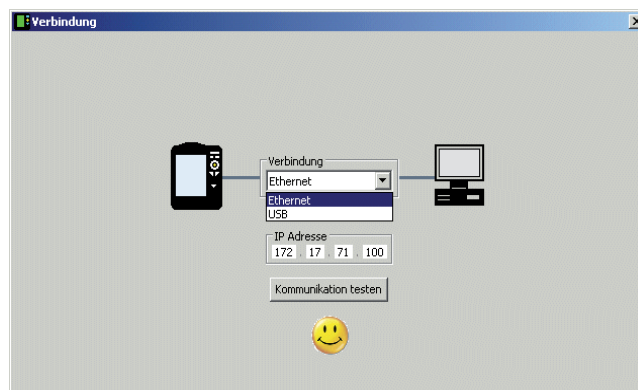 Verbindung
Verbindung
Ethernet
Ethernet
USB
IP Adresse
172 . 17 . 71 . 100
Kommunikation testen